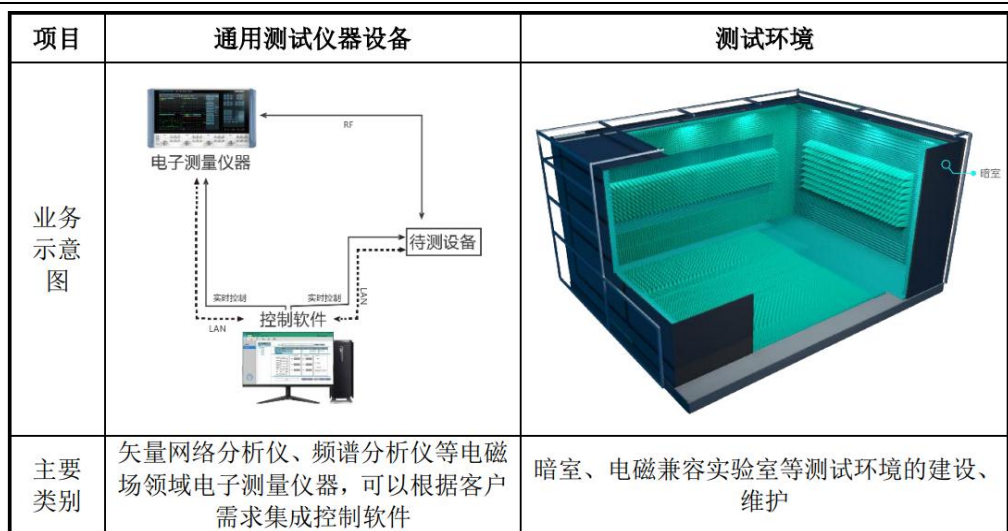 项目
通用测试仪器设备
测试环境
业务
示意
图
RF
电子测量仪器
待测设备
实时控制
实时控制
LAN
LAN
控制软件
暗室
主要
类别
矢量网络分析仪、频谱分析仪等电磁
场领域电子测量仪器，可以根据客户
需求集成控制软件
暗室、电磁兼容实验室等测试环境的建设、
维护